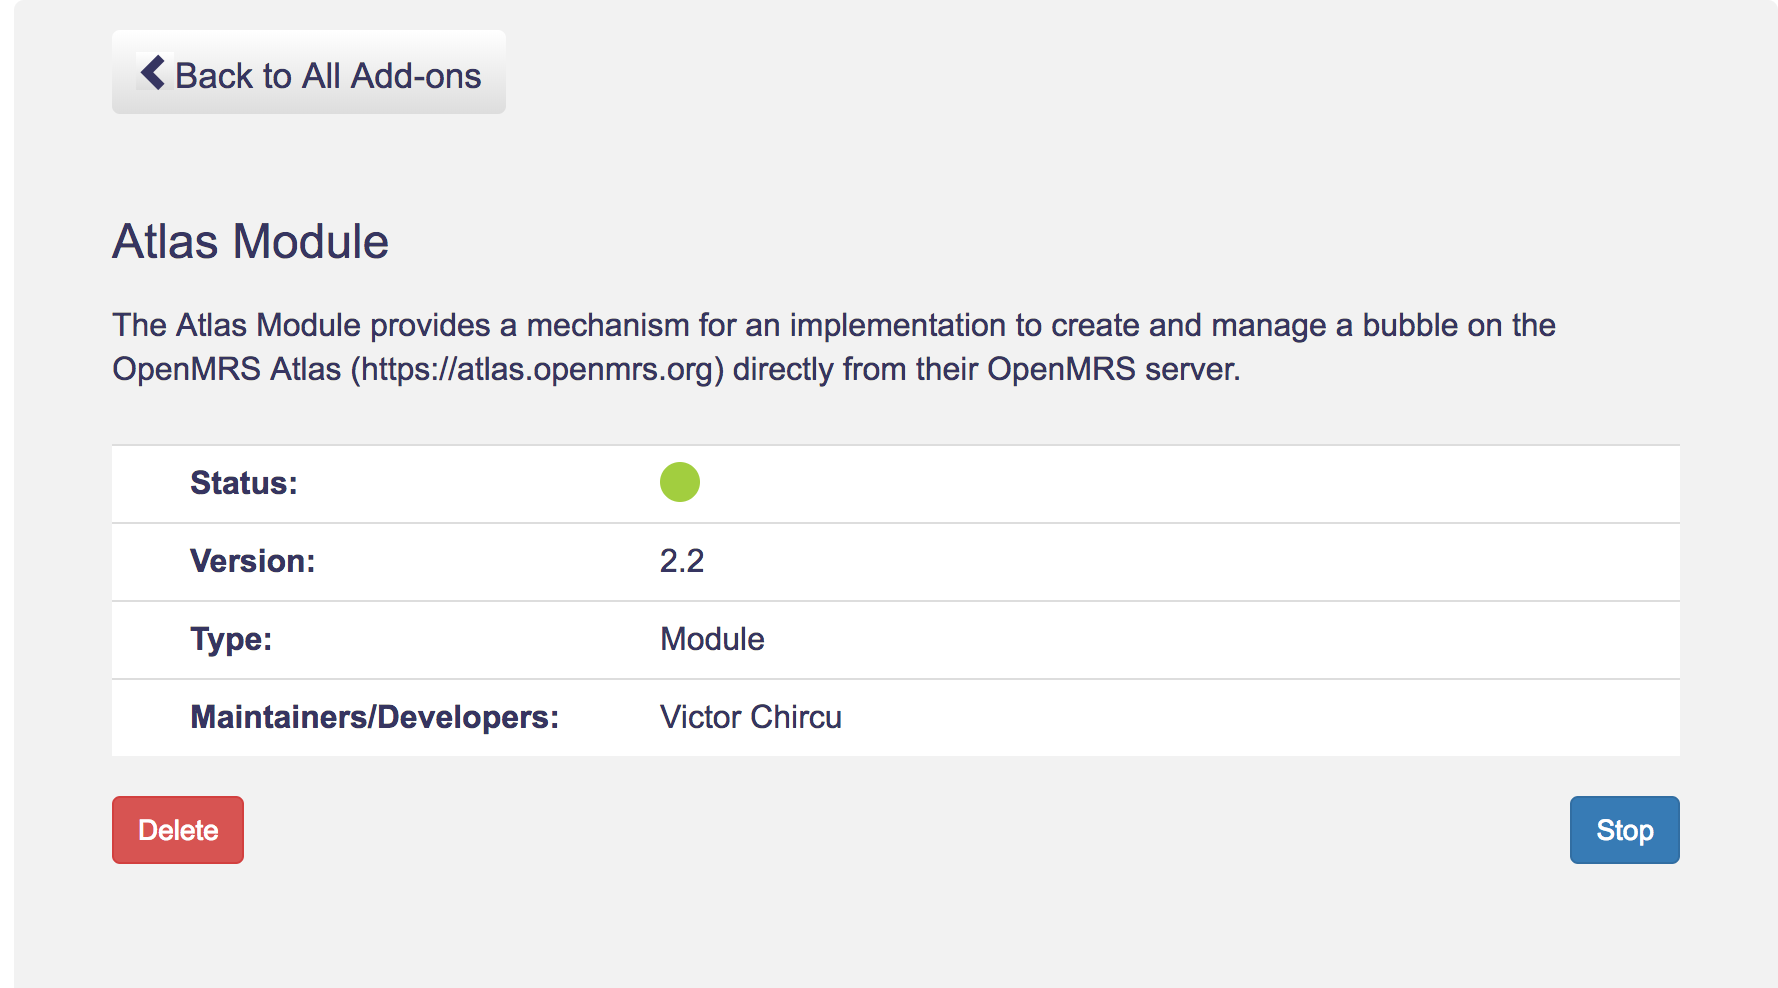 Back to All Add-ons
Atlas Module
The Atlas Module provides a mechanism for an implementation to create and manage a bubble on the
OpenMRS Atlas (https://atlas.openmrs.org) directly from their OpenMRS server.
Status:
Version: 2.2
Type: Module
Maintainers/Developers: Victor Chircu
Delete Stop